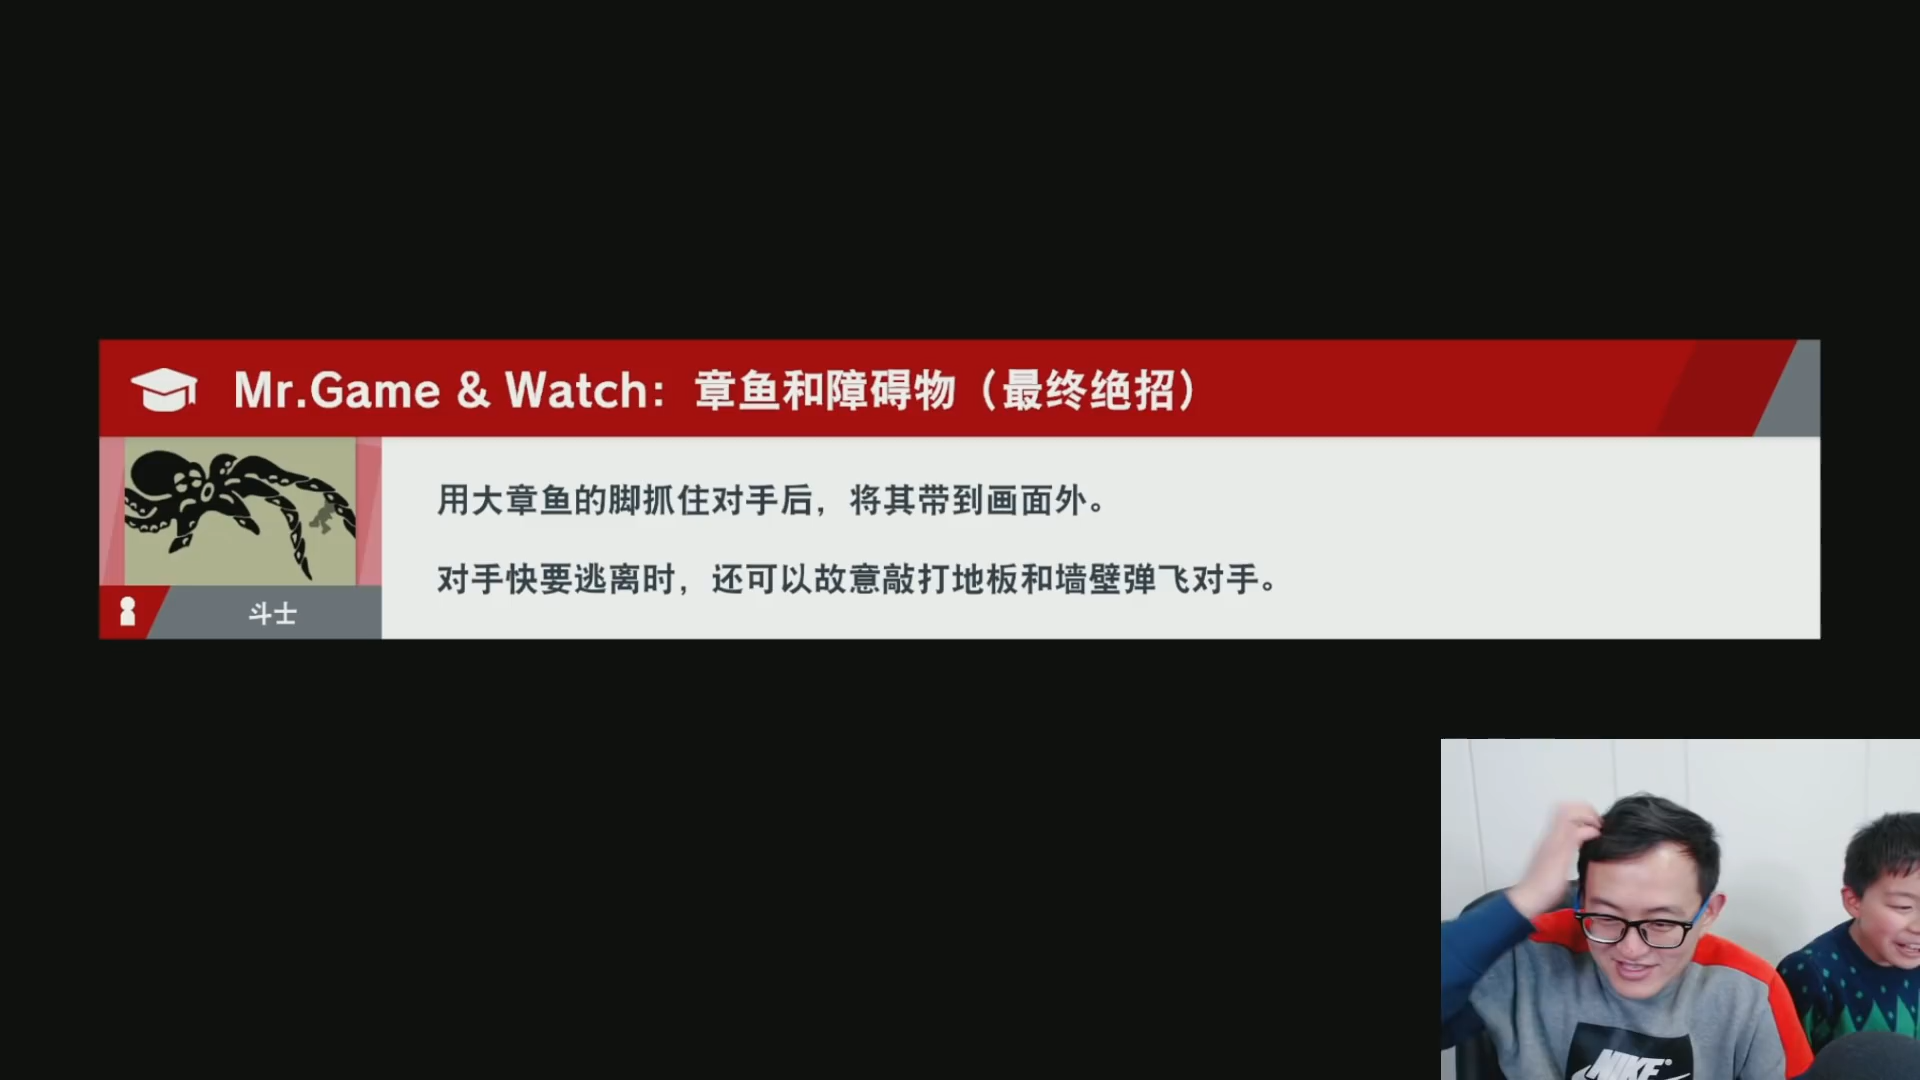 Mr.Game & Watch：章鱼和障碍物（最终绝招）
用大章鱼的脚抓住对手后，将其带到画面外。
对手快要逃离时，还可以故意敲打地板和墙壁弹飞对手。
斗士
NIKE